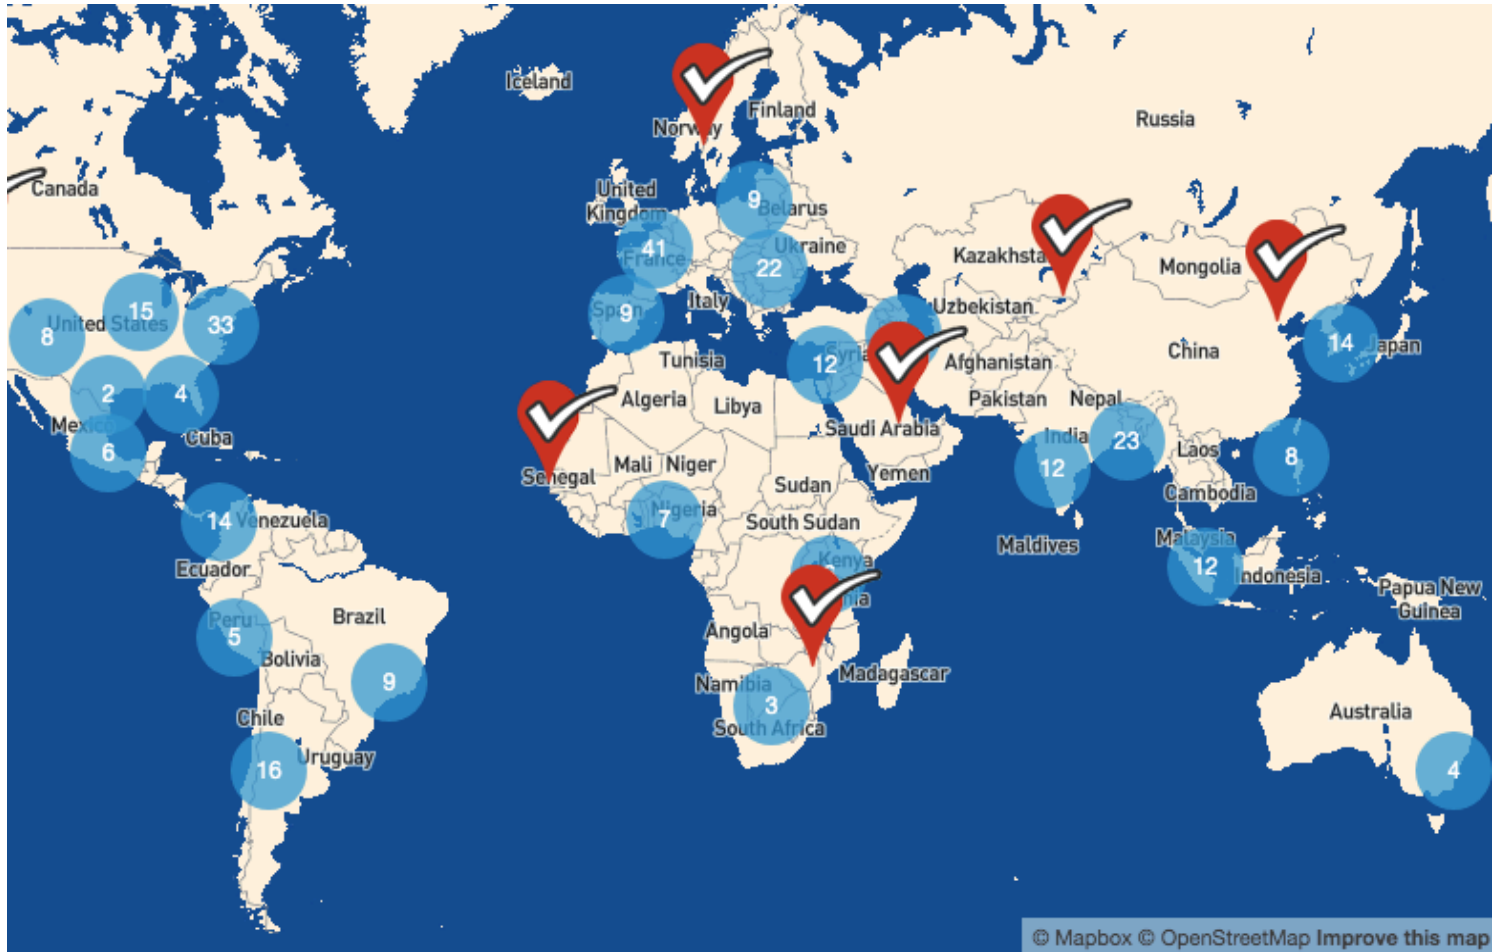 Iceland
Finland
Russia
Norway
Canada
United
Kingdom
9
Belarus
41
France
Ukraine
22
Kazakhsta
Mongolia
15
United States
33
8
Spain
9
Italy
Uzbekistan
14
Japan
China
Tunisia
12
Syria
Afghanistan
2
4
Algeria
Libya
Pakistan
Nepal
Mexico
Cuba
6
Saudi Arabia
India
23
12
Laos
8
Senegal
Mali
Niger
Sudan
Yemen
Cambodia
14
Venezuela
7
Nigeria
South Sudan
Maldives
Malaysia
Ecuador
Kenya
12
Indonesia
Papua New
Guinea
nia
Peru
5
Brazil
Angola
Bolivia
9
Namibia
Madagascar
3
South Africa
Chile
Australia
Uruguay
16
4
© Mapbox © OpenStreetMap Improve this map